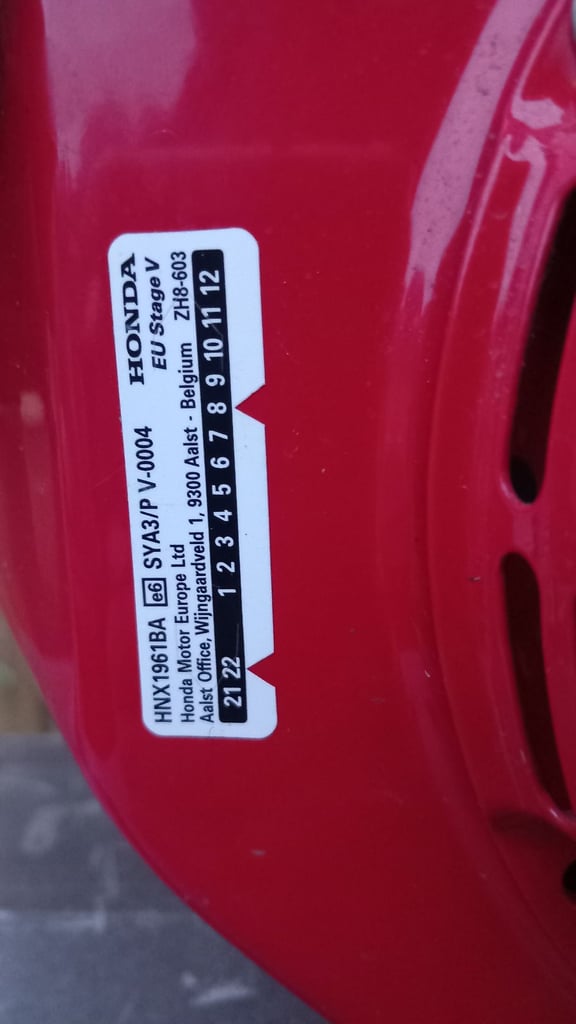 HNX1961BA e6 SYA3/P V-0004 HONDA
Honda Motor Europe Ltd EU Stage V
Aalst Office, Wijngaardveld 1, 9300 Aalst - Belgium ZH8-603
21 22 1 2 3 4 5 6 7 8 9 10 11 12